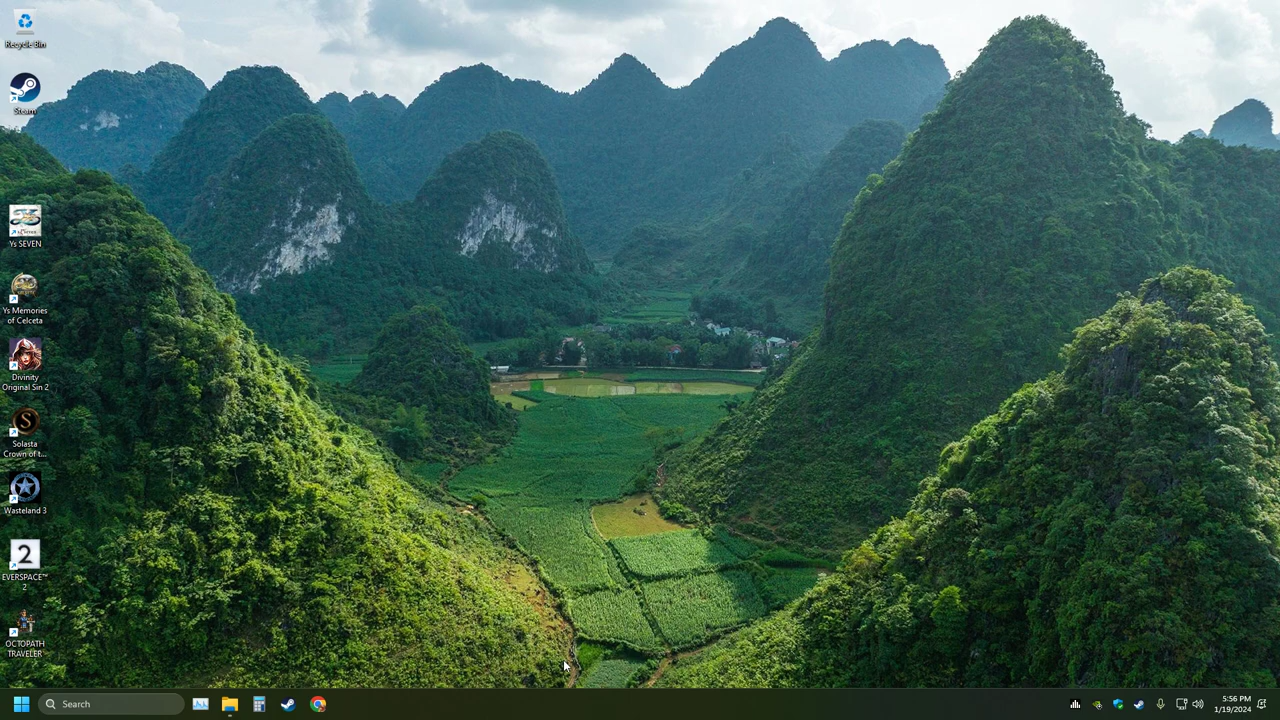 Recycle Bin
Steam
Ys SEVEN
Ys Memories
of Celceta
Divinity
Original Sin 2
S
Solasta
Crown of t...
Wasteland 3
2
EVERSPACE™
2
OCTOPATH
TRAVELER
Search
5:56 PM
1/19/2024